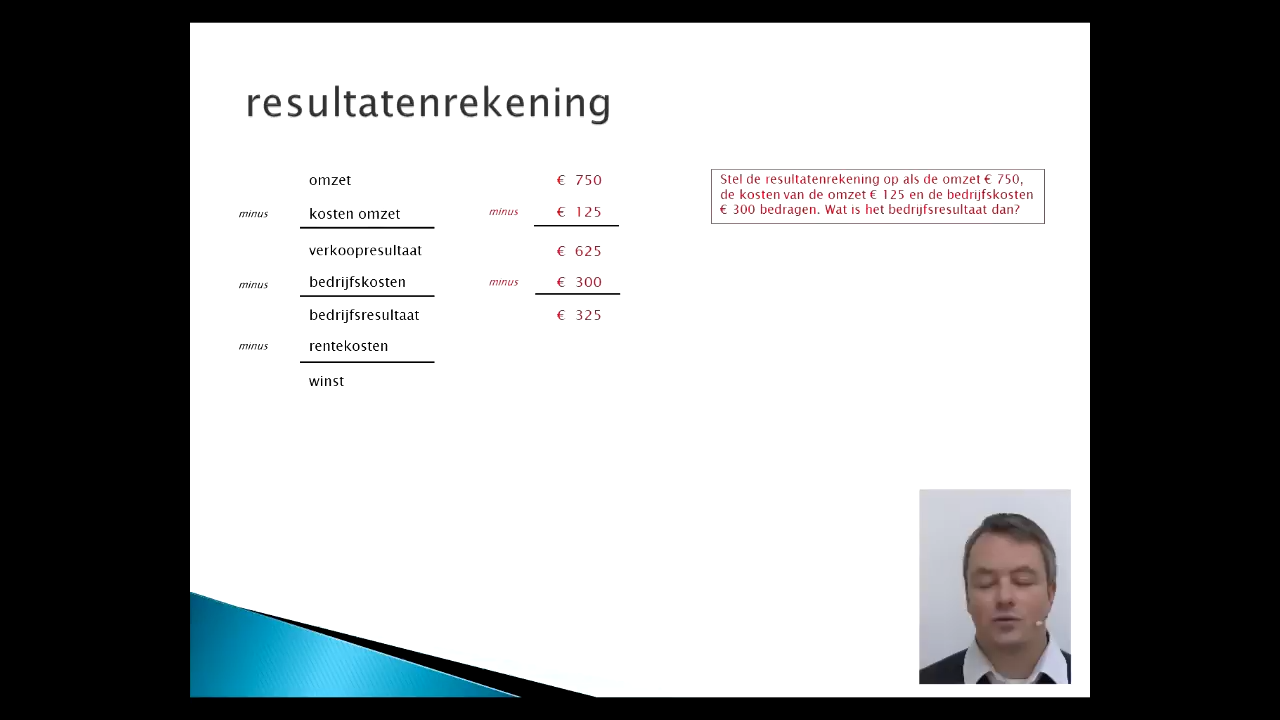 resultatenrekening
omzet € 750
minus kosten omzet minus € 125
verkoopresultaat € 625
minus bedrijfskosten minus € 300
bedrijfsresultaat € 325
minus rentekosten
winst
Stel de resultatenrekening op als de omzet € 750,
de kosten van de omzet € 125 en de bedrijfskosten
€ 300 bedragen. Wat is het bedrijfsresultaat dan?